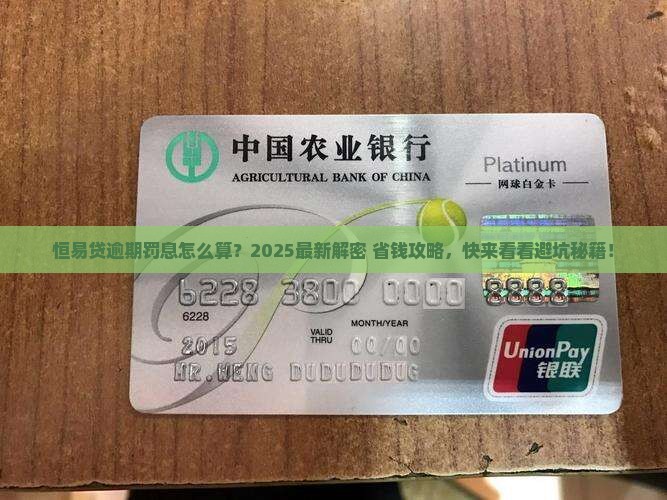 中国农业银行
AGRICULTURAL BANK OF CHINA
Platinum
网球白金卡
恒易贷逾期罚息怎么算？2025最新解密 省钱攻略，快来看看避坑秘籍！
6228 3800 0000 8888
6228
VALID THRU
MONTH/YEAR
2015 00/00
MR.WENG DUDUDUDUG
UnionPay
银联